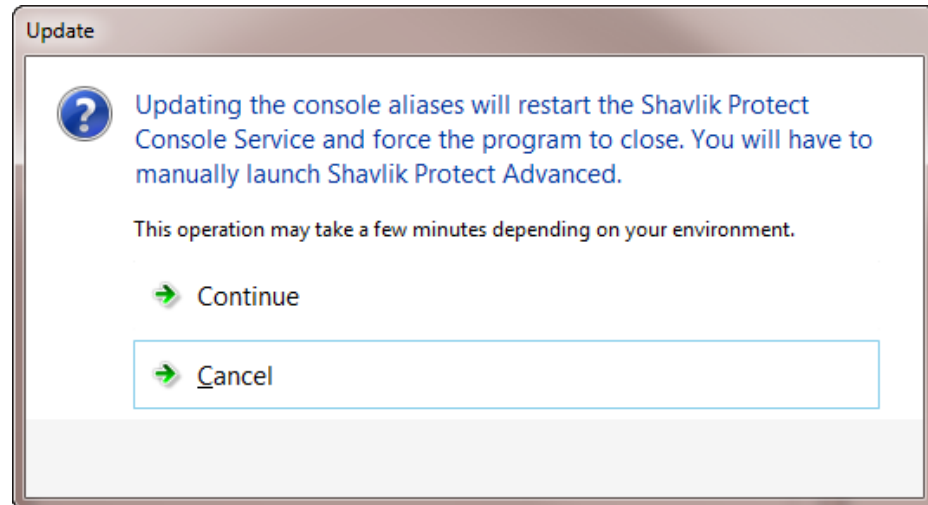 Update
Updating the console aliases will restart the Shavlik Protect
Console Service and force the program to close. You will have to
manually launch Shavlik Protect Advanced.
This operation may take a few minutes depending on your environment.
Continue
Cancel